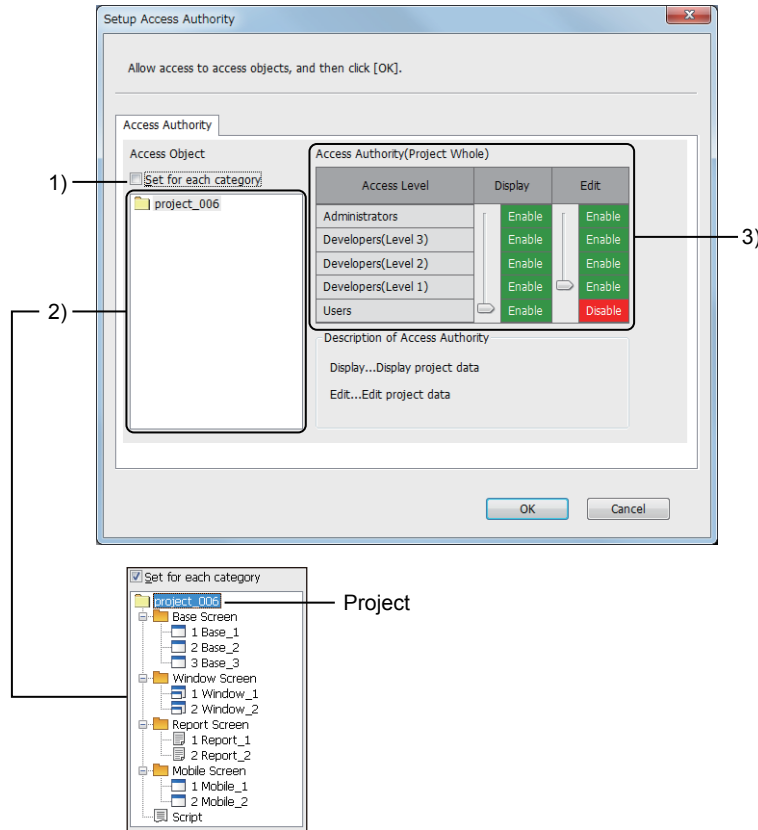 Setup Access Authority
x
Allow access to access objects, and then click [OK].
Access Authority
Access Object
Access Authority(Project Whole)
1)
Set for each category
Access Level Display Edit
project_006
Administrators Enable Enable
Developers(Level 3) Enable Enable
3)
Developers(Level 2) Enable Enable
Developers(Level 1) Enable Enable
2)
Users Enable Disable
Description of Access Authority
Display...Display project data
Edit...Edit project data
OK Cancel
Set for each category
project_006 Project
Base Screen
1 Base_1
2 Base_2
3 Base_3
Window Screen
1 Window_1
2 Window_2
Report Screen
1 Report_1
2 Report_2
Mobile Screen
1 Mobile_1
2 Mobile_2
Script